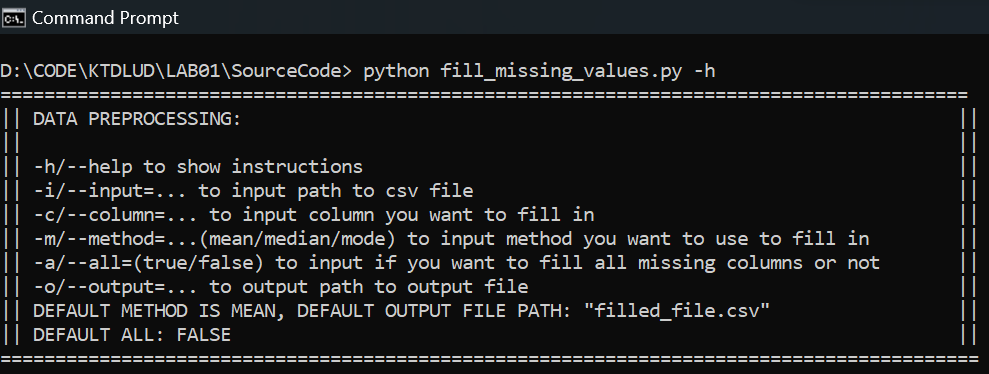 Command Prompt
D:\CODE\KTDLUD\LAB01\SourceCode> python fill_missing_values.py -h
========================================================================================
|| DATA PREPROCESSING: ||
|| ||
|| -h/--help to show instructions ||
|| -i/--input=... to input path to csv file ||
|| -c/--column=... to input column you want to fill in ||
|| -m/--method=...(mean/median/mode) to input method you want to use to fill in ||
|| -a/--all=(true/false) to input if you want to fill all missing columns or not ||
|| -o/--output=... to output path to output file ||
|| DEFAULT METHOD IS MEAN, DEFAULT OUTPUT FILE PATH: "filled_file.csv" ||
|| DEFAULT ALL: FALSE ||
=========================================================================================